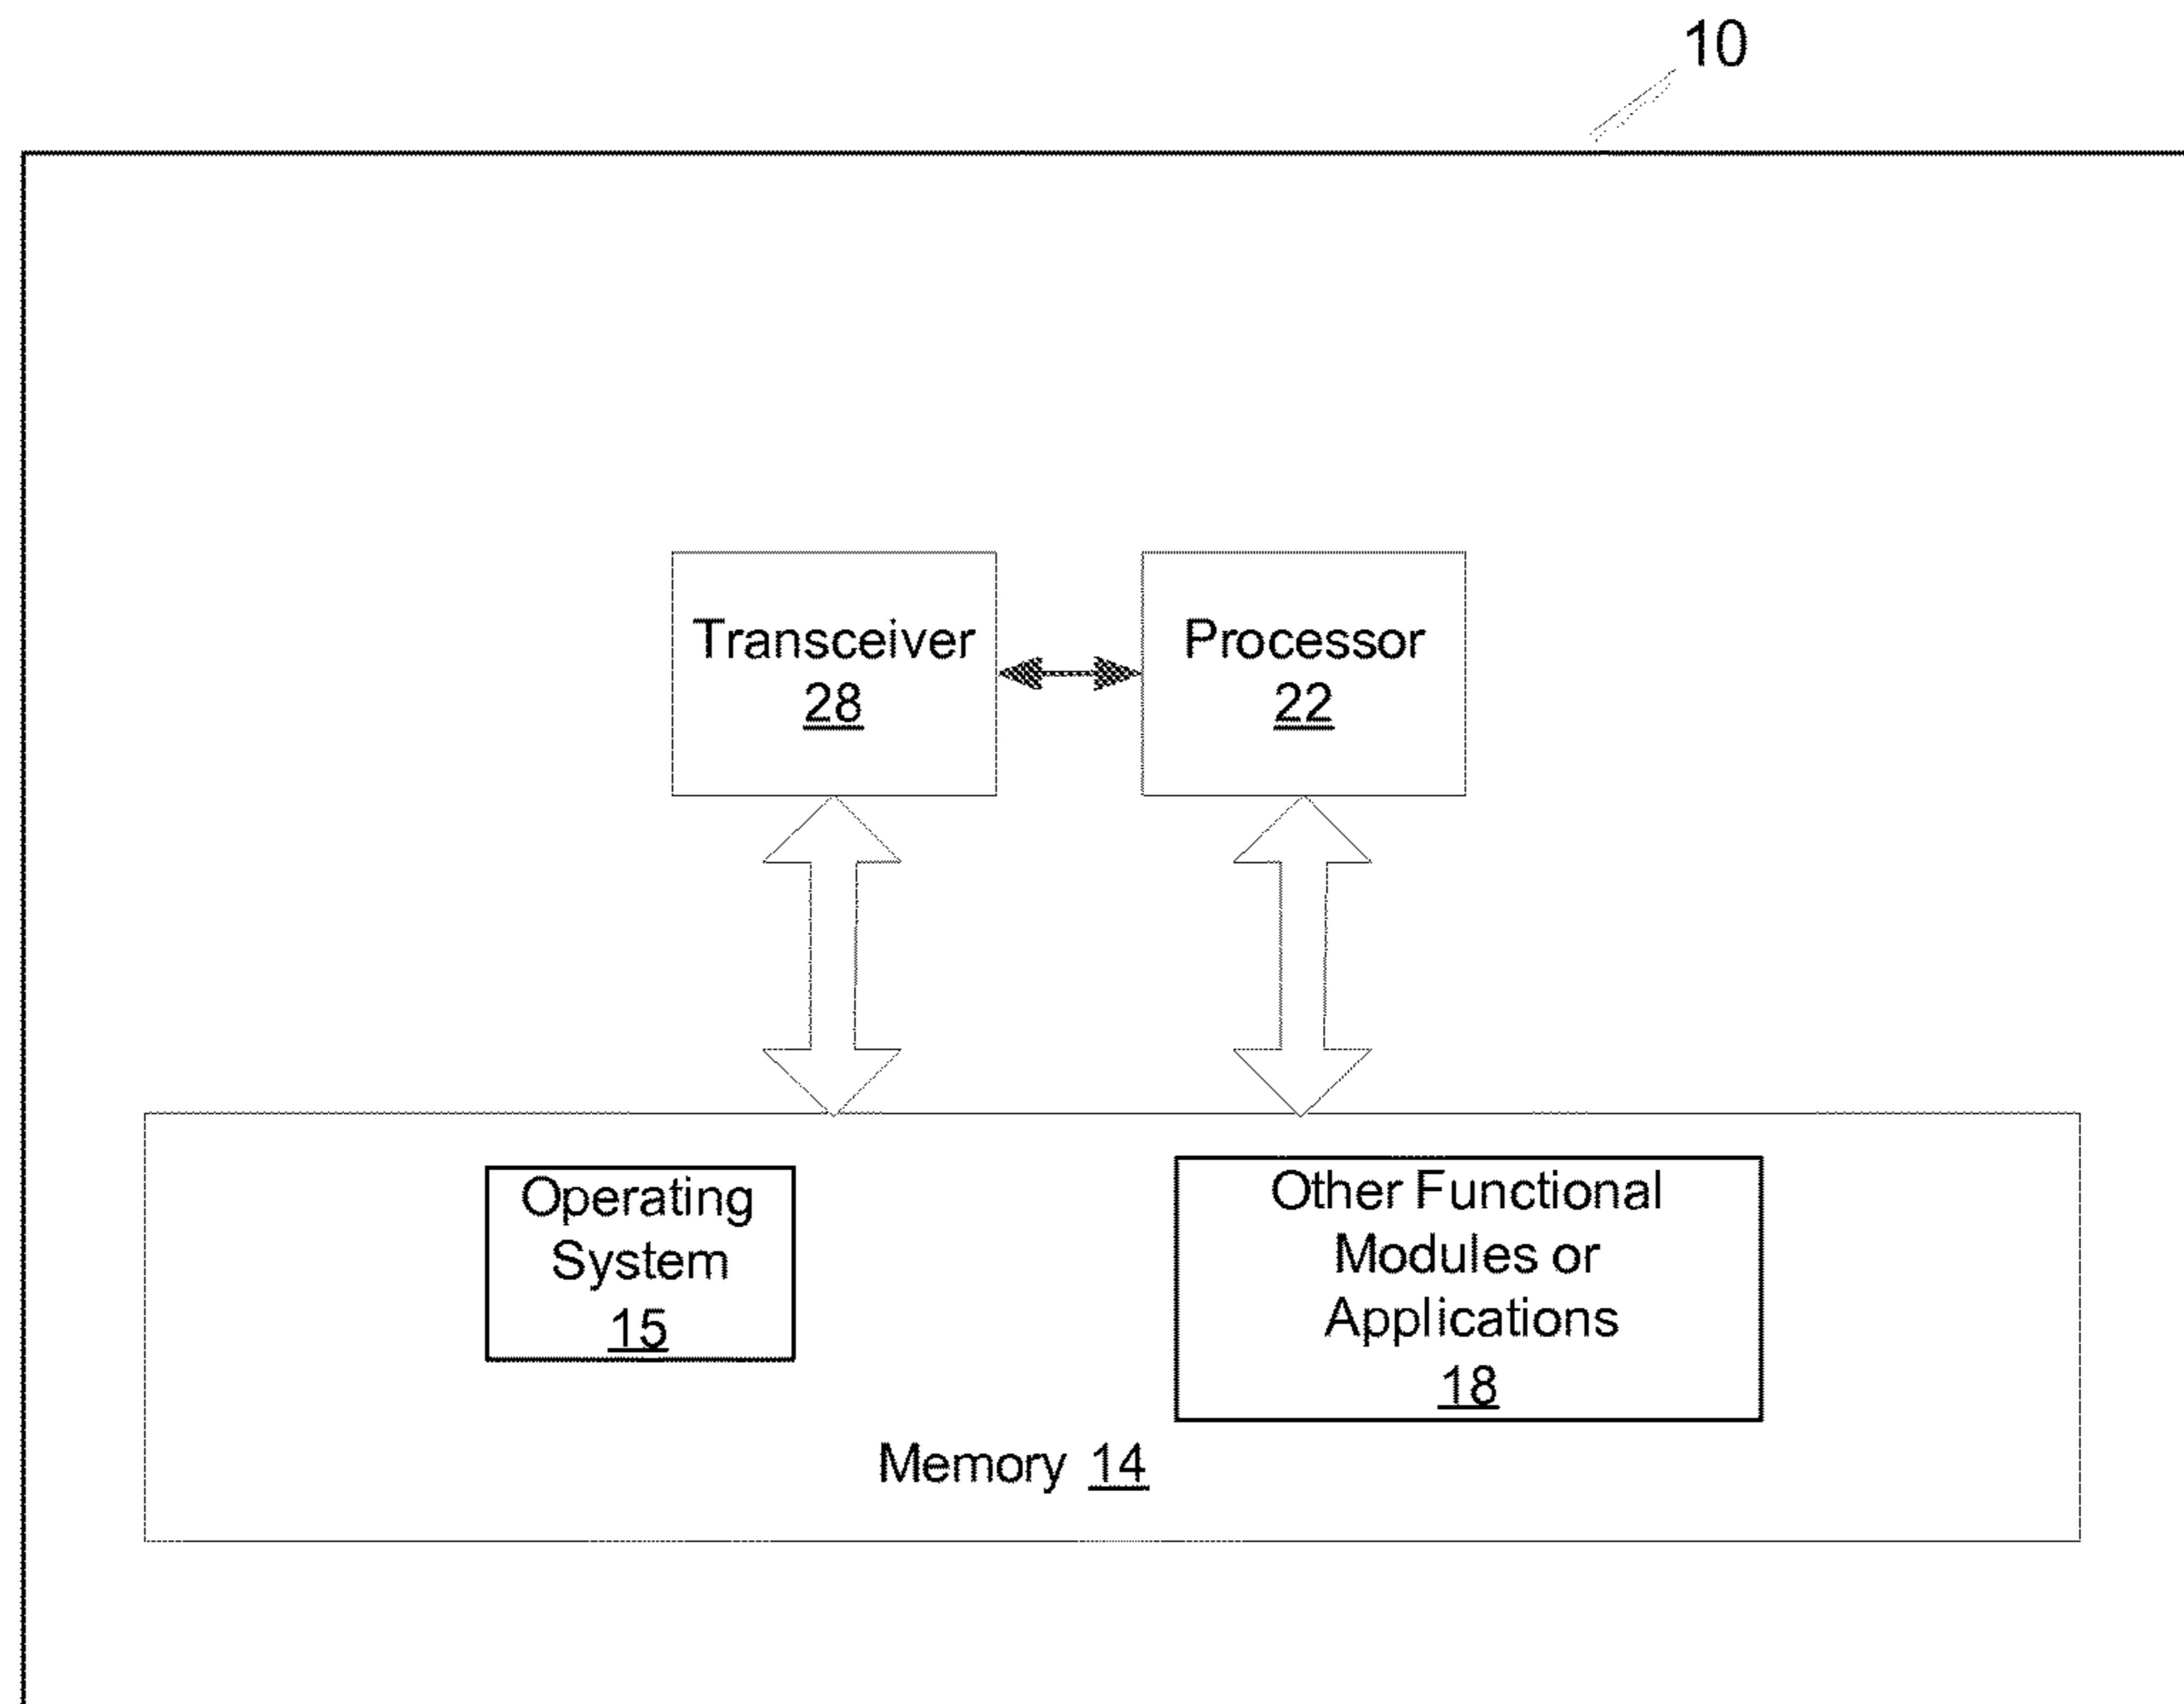 10
Transceiver
28
Processor
22
Operating
System
15
Other Functional
Modules or
Applications
18
Memory 14